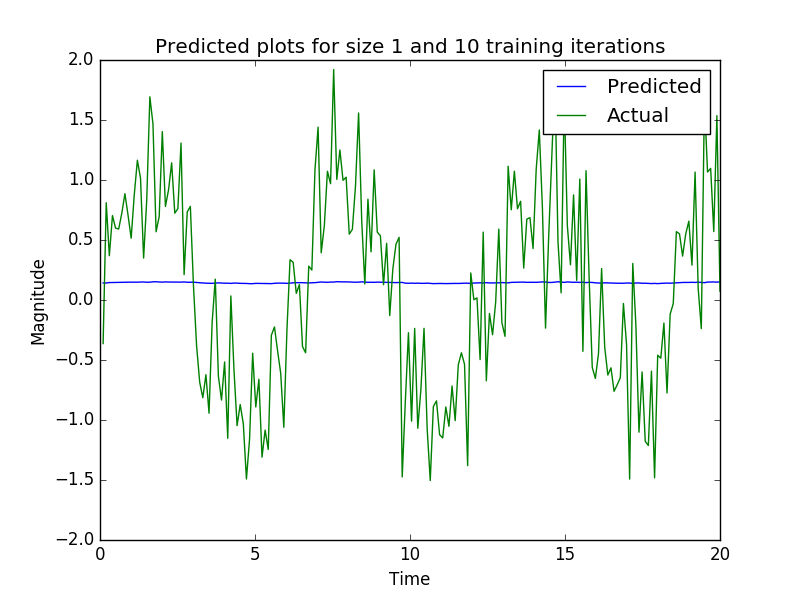 Predicted plots for size 1 and 10 training iterations
2.0
1.5
1.0
0.5
0.0
−0.5
−1.0
−1.5
−2.0
Magnitude
Predicted
Actual
0
5
10
15
20
Time